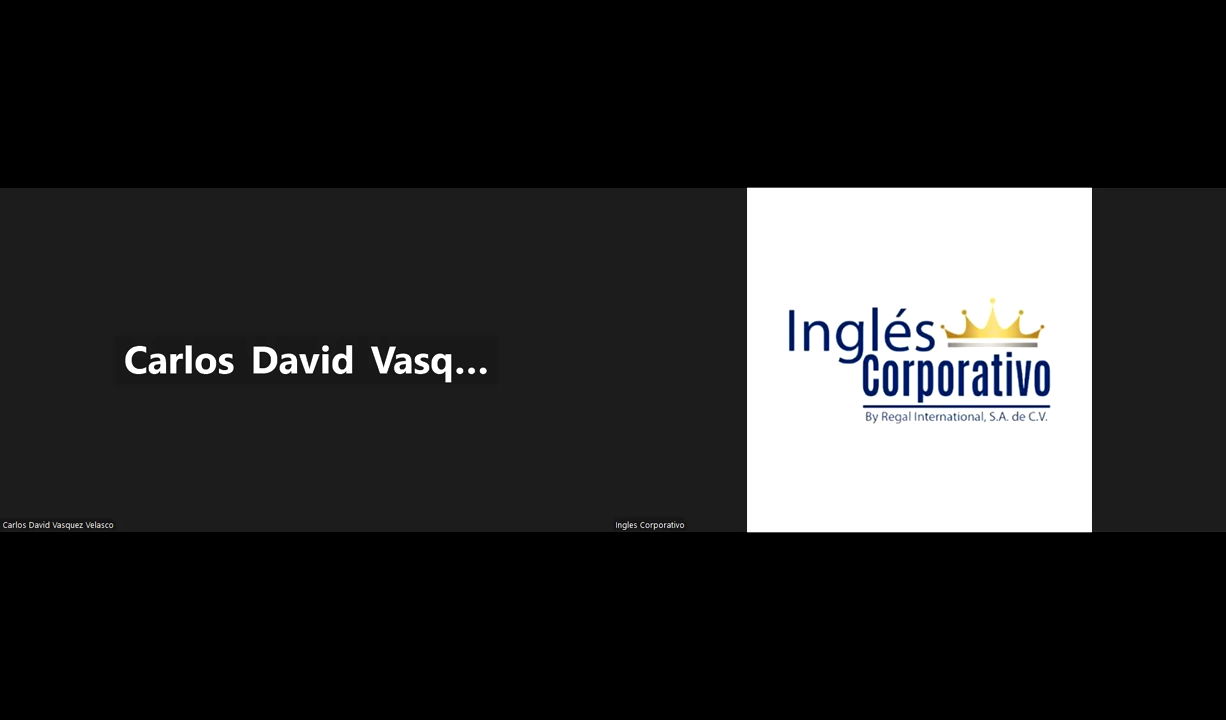 Carlos David Vasq...
Carlos David Vasquez Velasco
Inglés
Corporativo
By Regal International, S.A. de C.V.
Ingles Corporativo